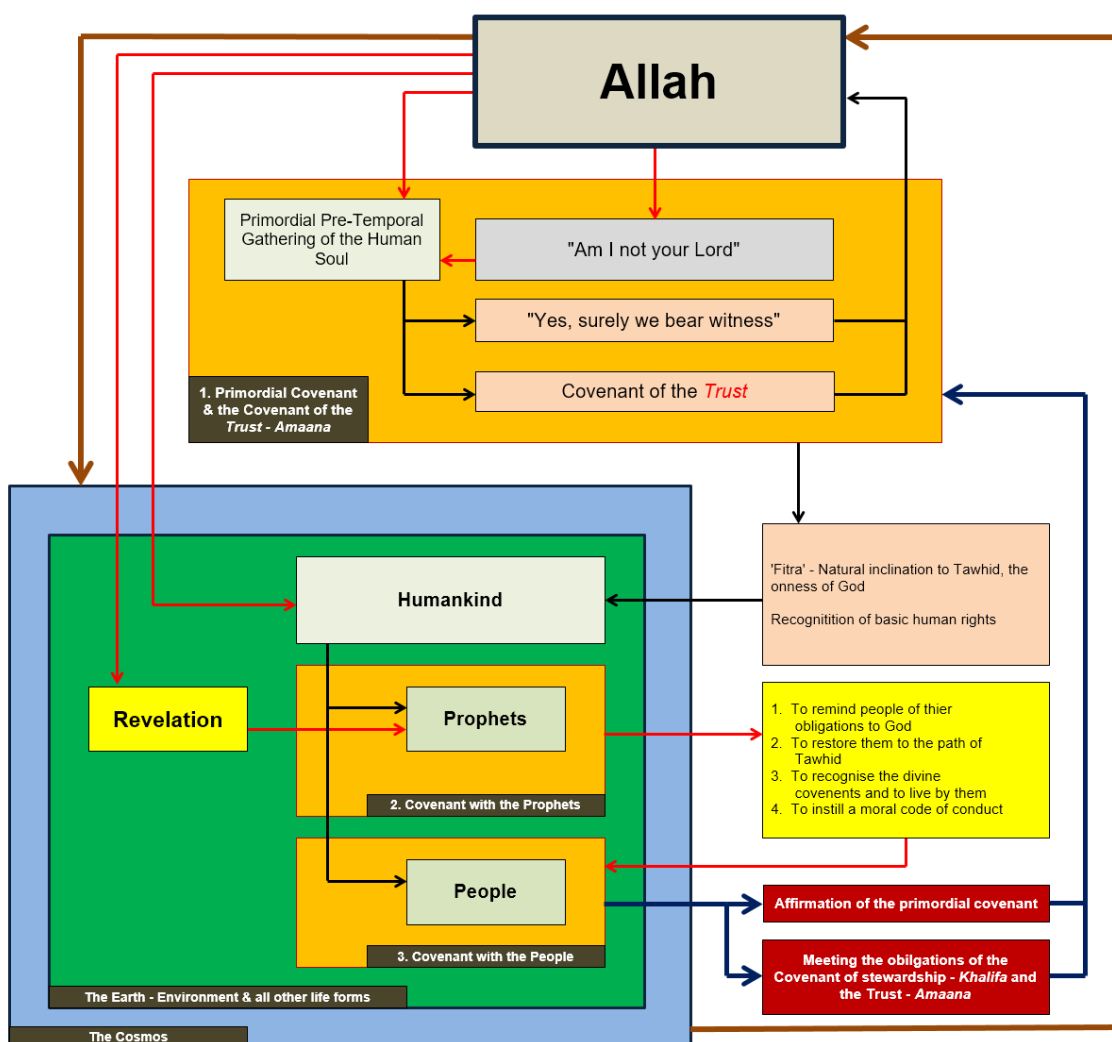 Allah
Primordial Pre-Temporal
Gathering of the Human
Soul
"Am I not your Lord"
"Yes, surely we bear witness"
Covenant of the Trust
1. Primordial Covenant
& the Covenant of the
Trust - Amaana
'Fitra' - Natural inclination to Tawhid, the
onness of God
Recognitition of basic human rights
Humankind
Revelation
Prophets
2. Covenant with the Prophets
1. To remind people of thier
obligations to God
2. To restore them to the path of
Tawhid
3. To recognise the divine
covenents and to live by them
4. To instill a moral code of conduct
People
3. Covenant with the People
Affirmation of the primordial covenant
Meeting the obilgations of the
Covenant of stewardship - Khalifa and
the Trust - Amaana
The Earth - Environment & all other life forms
The Cosmos